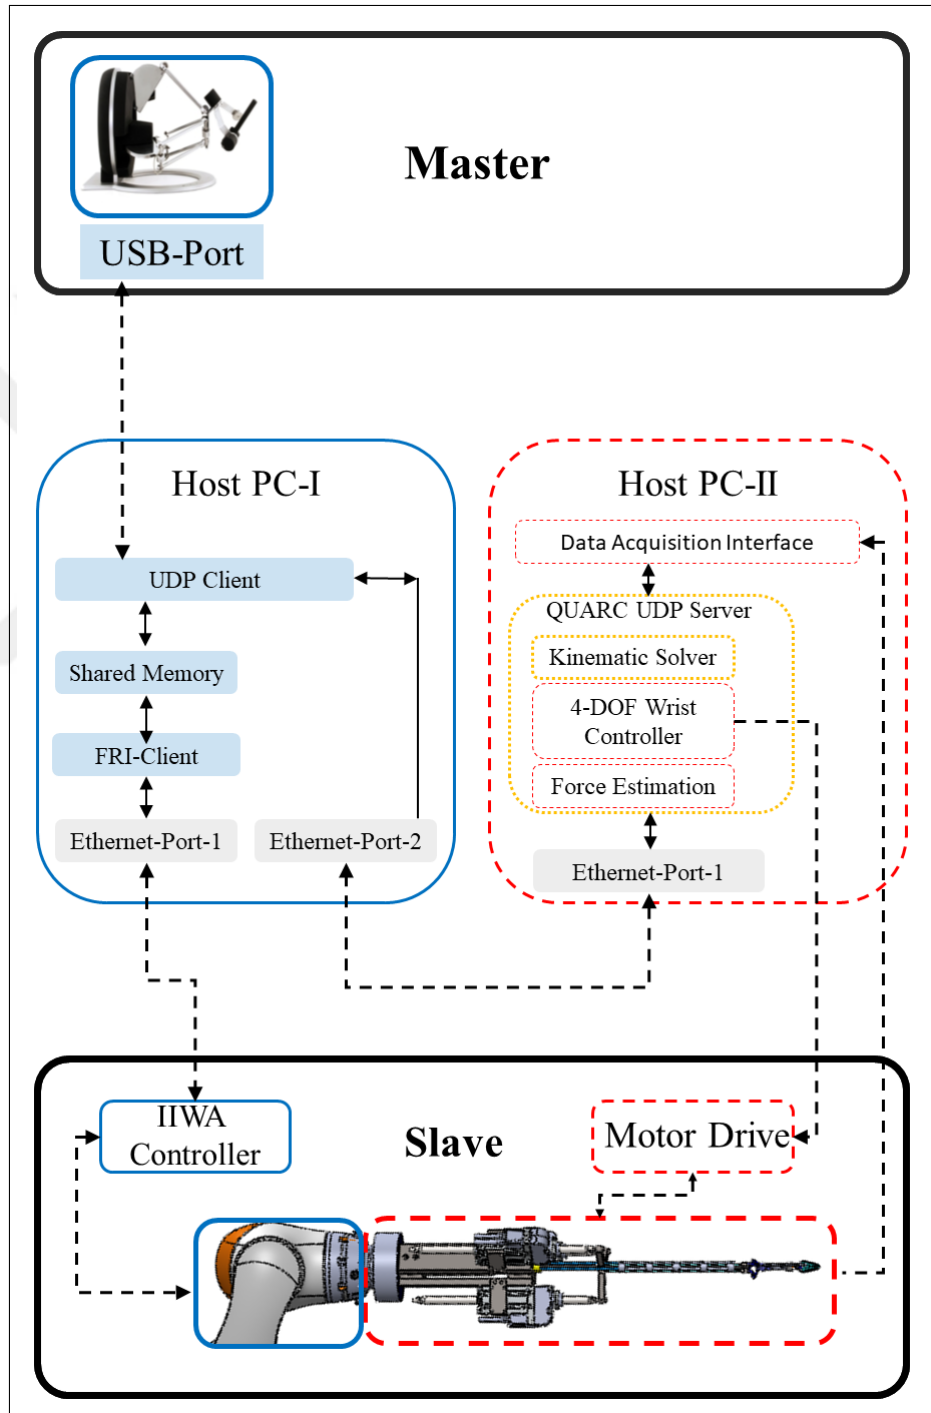 Master
USB-Port
Host PC-I
UDP Client
Shared Memory
FRI-Client
Ethernet-Port-1
Ethernet-Port-2
Host PC-II
Data Acquisition Interface
QUARC UDP Server
Kinematic Solver
4-DOF Wrist
Controller
Force Estimation
Ethernet-Port-1
IIWA
Controller
Slave
Motor Drive